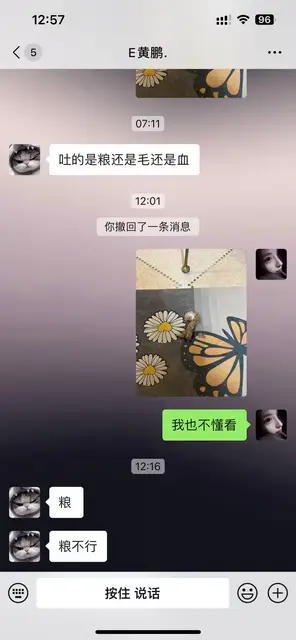 12:57
96
5
E黄鹏.
07:11
吐的是粮还是毛还是血
12:01
你撤回了一条消息
我也不懂看
12:16
粮
粮不行
按住 说话